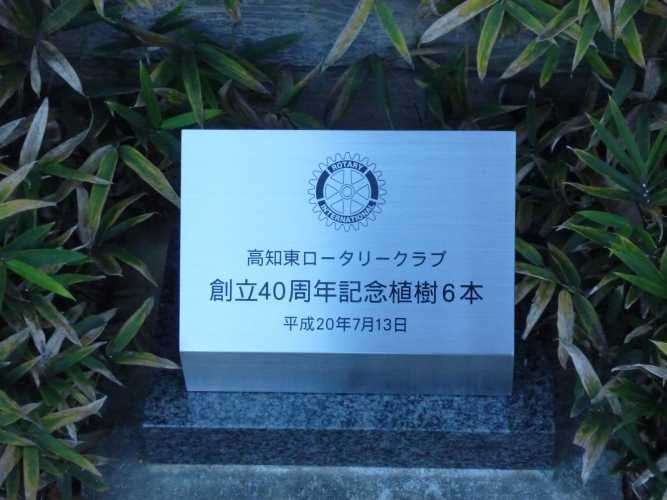 ROTARY
INTERNATIONAL
高知東ロータリークラブ
創立40周年記念植樹6本
平成20年7月13日